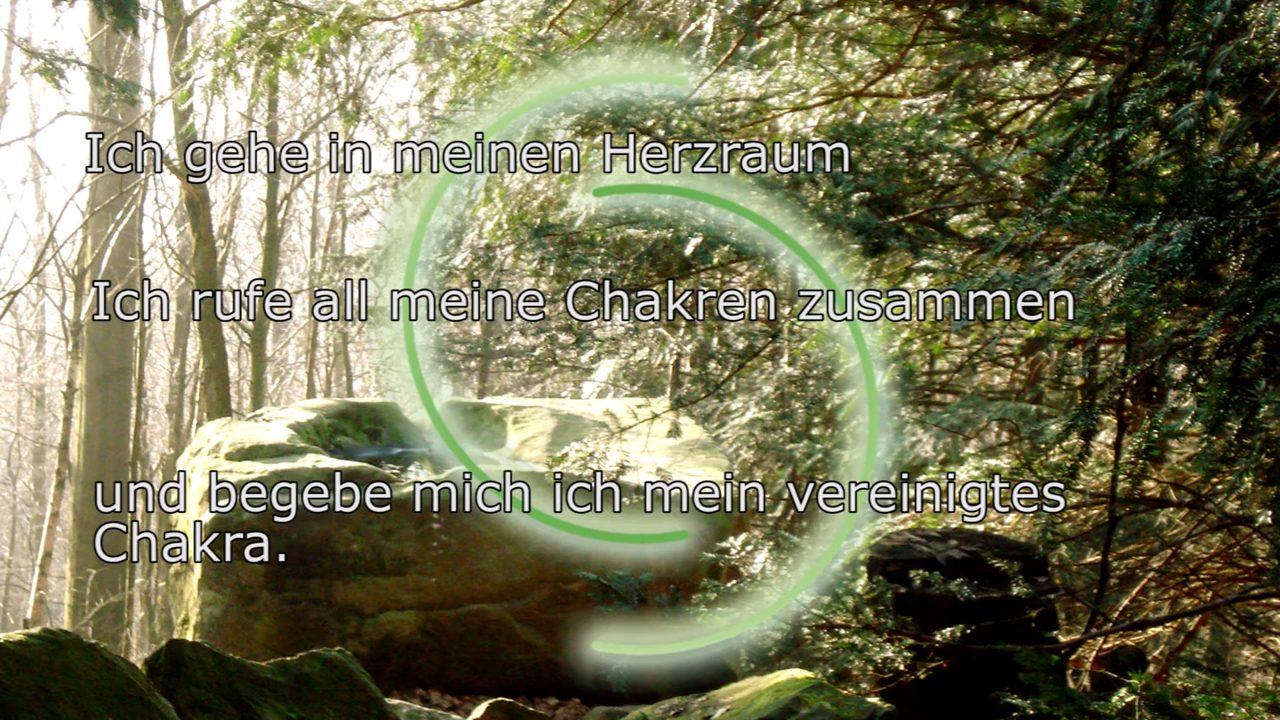 Ich gehe in meinen Herzraum
Ich rufe all meine Chakren zusammen
und begebe mich ich mein vereinigtes
Chakra.